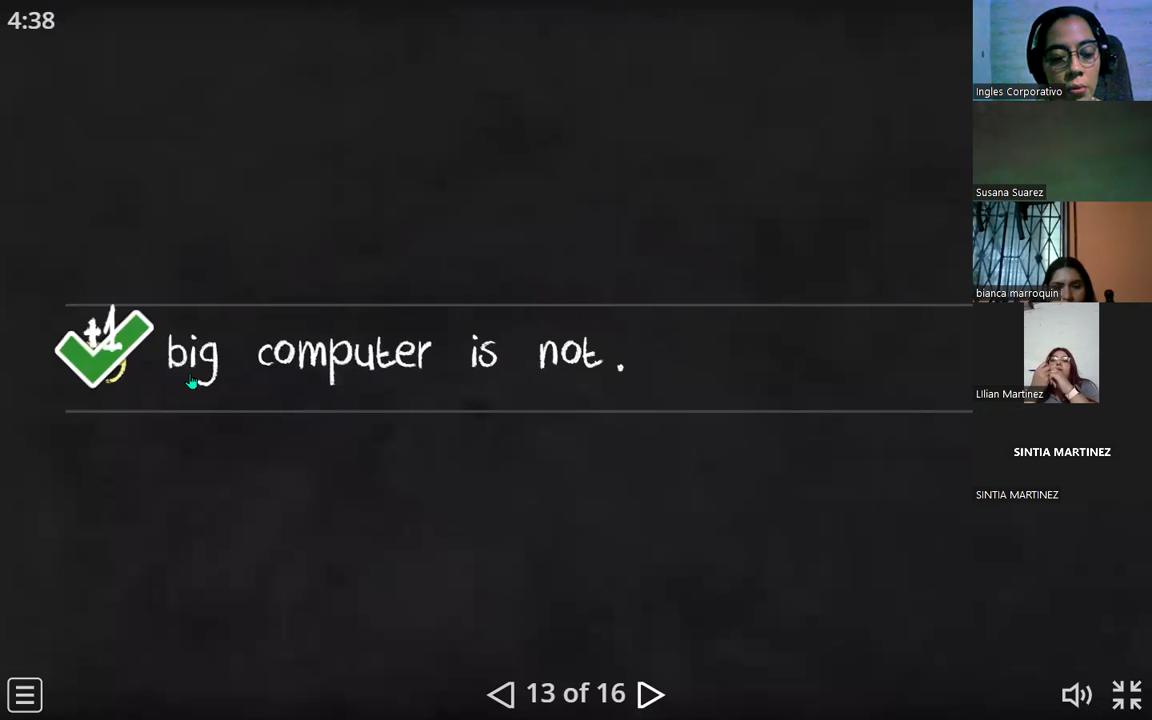 4:38
+1 big computer is not.
13 of 16
Ingles Corporativo
Susana Suarez
bianca marroquin
LIlian Martinez
SINTIA MARTINEZ
SINTIA MARTINEZ